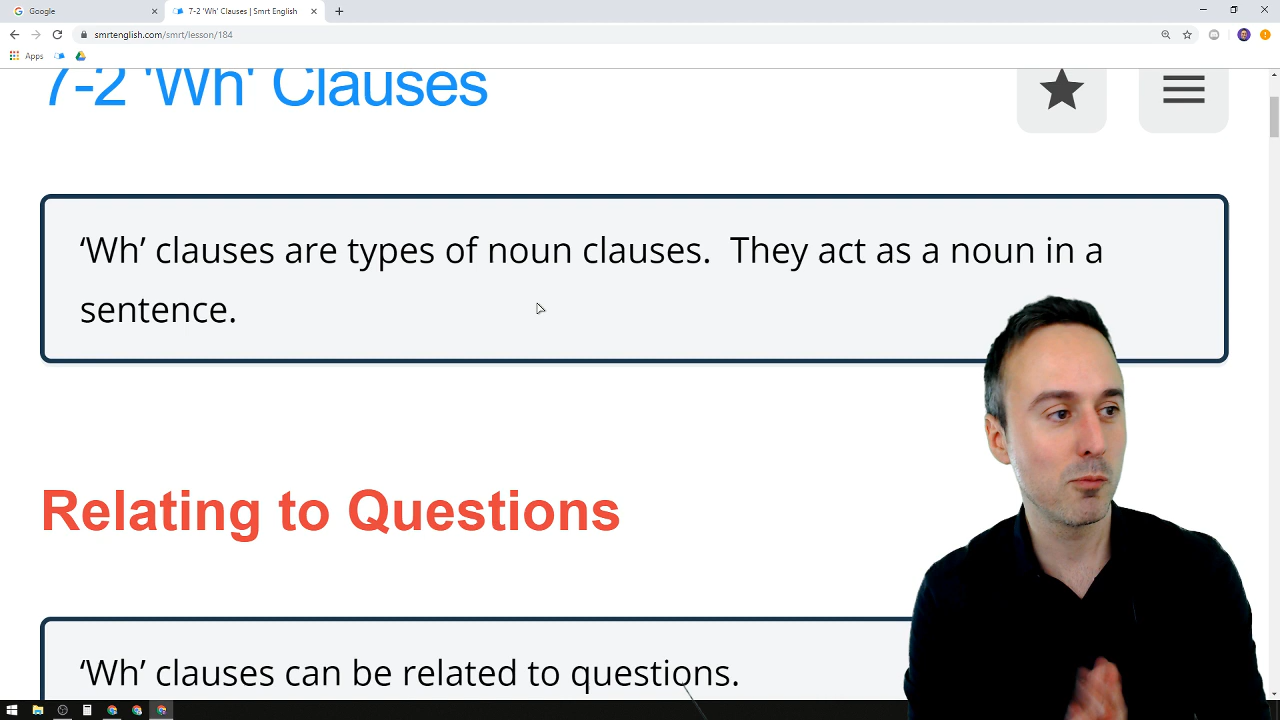 Google
7-2 'Wh' Clauses | Smrt English
smrtenglish.com/smrt/lesson/184
Apps
7-2 'Wh' Clauses
‘Wh’ clauses are types of noun clauses.  They act as a noun in a
sentence.
Relating to Questions
‘Wh’ clauses can be related to questions.